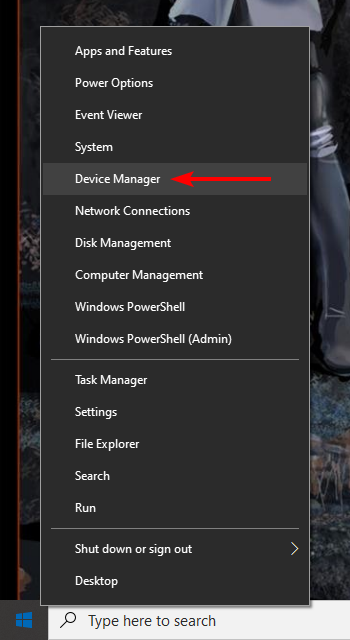 Apps and Features
Power Options
Event Viewer
System
Device Manager
Network Connections
Disk Management
Computer Management
Windows PowerShell
Windows PowerShell (Admin)
Task Manager
Settings
File Explorer
Search
Run
Shut down or sign out
Desktop
Type here to search